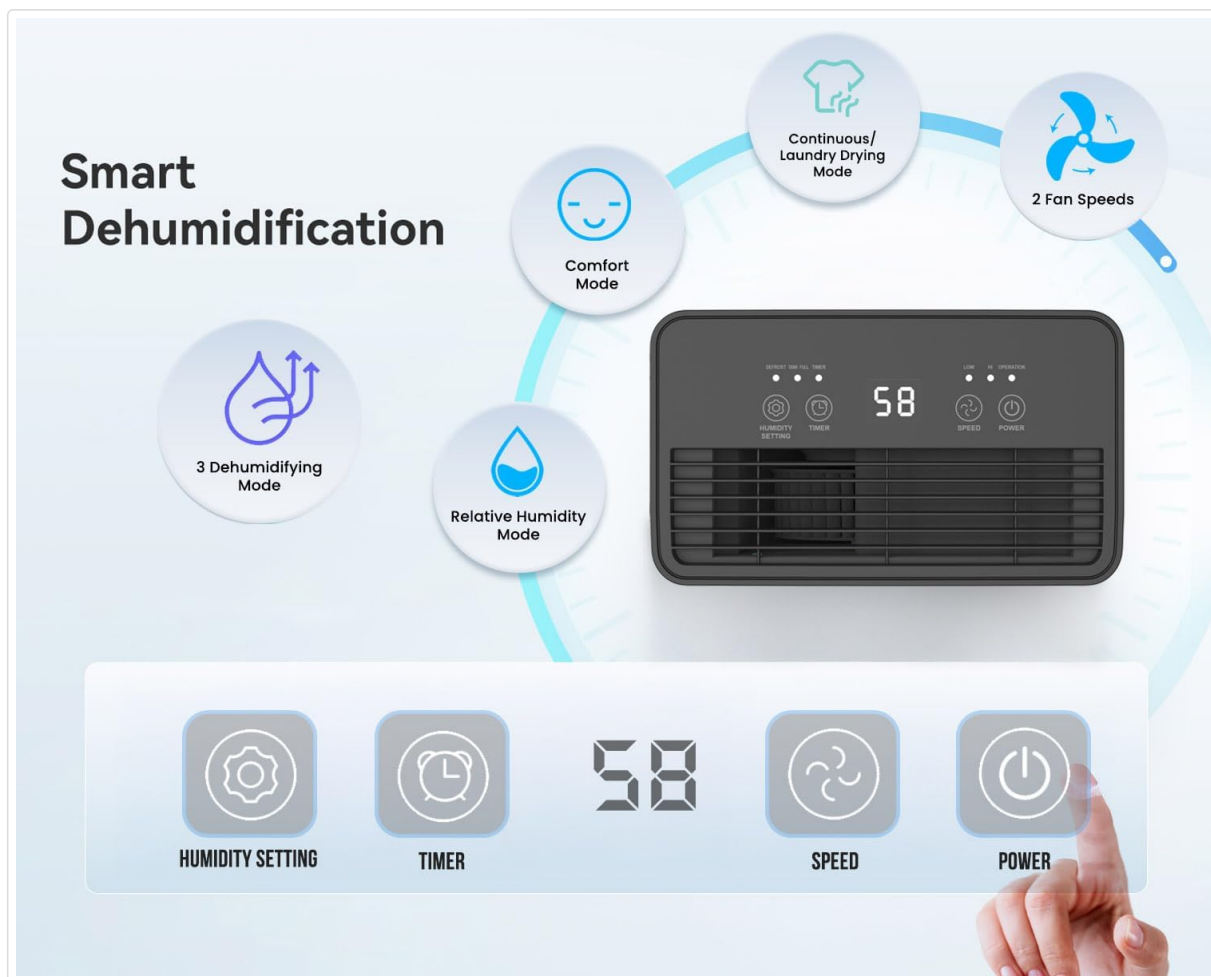 Smart
Dehumidification
Continuous/
Laundry Drying
Mode
2 Fan Speeds
Comfort
Mode
3 Dehumidifying
Mode
Relative Humidity
Mode
DEFROST TANK FULL TIMER
LOW HI OPERATION
58
HUMIDITY
SETTING
TIMER
SPEED
POWER
58
HUMIDITY SETTING
TIMER
SPEED
POWER